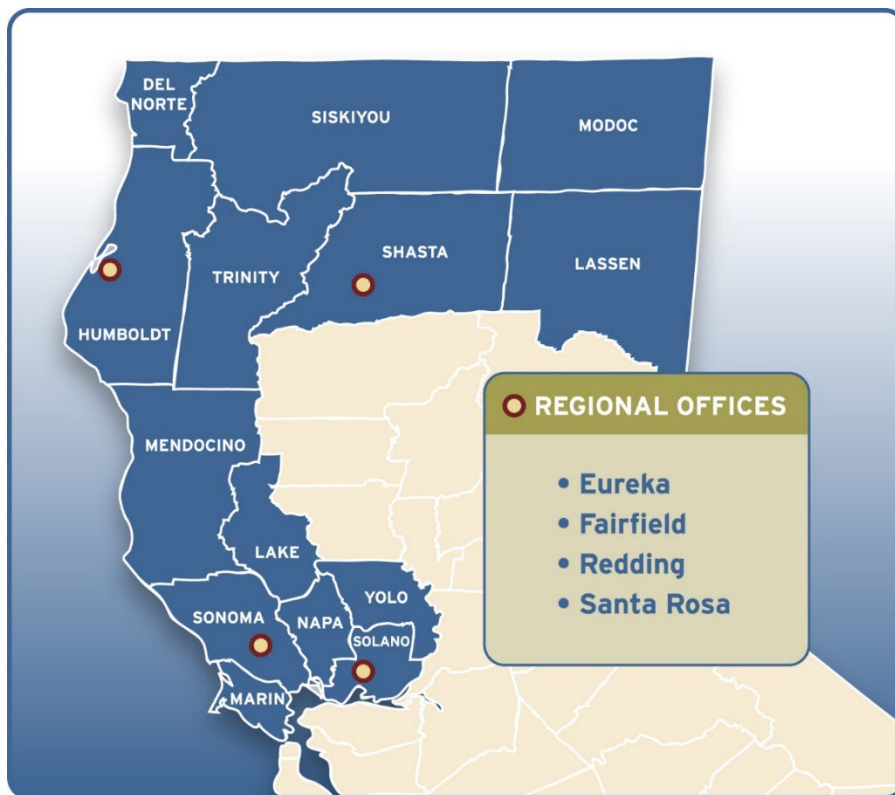 DEL
NORTE
SISKIYOU
MODOC
SHASTA
TRINITY
LASSEN
HUMBOLDT
MENDOCINO
LAKE
YOLO
SONOMA
NAPA
SOLANO
MARIN
REGIONAL OFFICES
• Eureka
• Fairfield
• Redding
• Santa Rosa